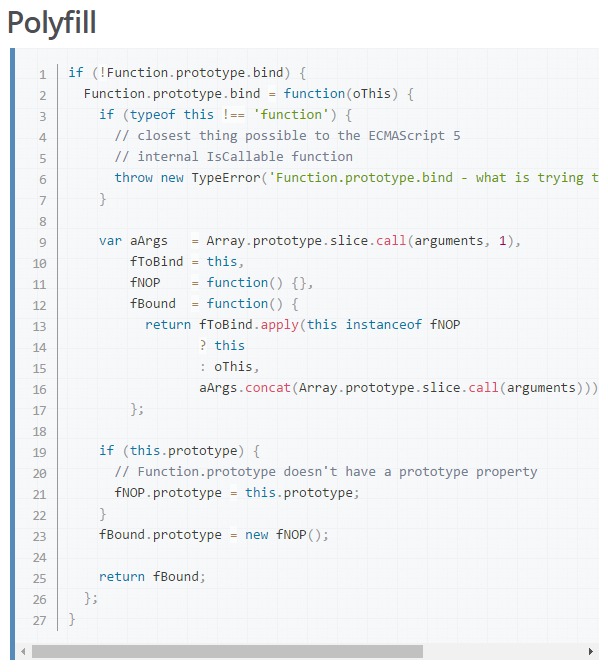 Polyfill
1 if (!Function.prototype.bind) {
2   Function.prototype.bind = function(oThis) {
3     if (typeof this !== 'function') {
4       // closest thing possible to the ECMAScript 5
5       // internal IsCallable function
6       throw new TypeError('Function.prototype.bind - what is trying t
7     }
8
9     var aArgs   = Array.prototype.slice.call(arguments, 1),
10         fToBind = this,
11         fNOP    = function() {},
12         fBound  = function() {
13           return fToBind.apply(this instanceof fNOP
14                  ? this
15                  : oThis,
16                  aArgs.concat(Array.prototype.slice.call(arguments)))
17         };
18
19     if (this.prototype) {
20       // Function.prototype doesn't have a prototype property
21       fNOP.prototype = this.prototype;
22     }
23     fBound.prototype = new fNOP();
24
25     return fBound;
26   };
27 }